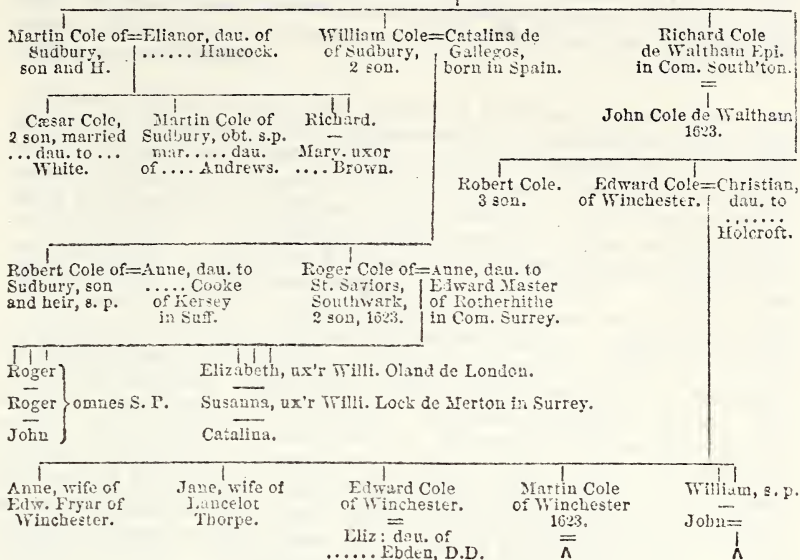 Martin Cole of=Elianor, dau. of
Sudbury, ...... Hancock.
son and H.
William Cole=Catalina de
of Sudbury, Gallegos,
2 son. born in Spain.
Richard Cole
de Waltham Epi.
in Com. South'ton.
=
John Cole de Waltham
1623.
Cæsar Cole,
2 son, married
... dau. to ...
White.
Martin Cole of
Sudbury, obt. s.p.
mar..... dau.
of .... Andrews.
Richard.
—
Mary. uxor
.... Brown.
Robert Cole.
3 son.
Edward Cole=Christian,
of Winchester. dau. to
.......
Holcroft.
Robert Cole of=Anne, dau. to
Sudbury, son ..... Cooke
and heir, s. p. of Kersey
in Suff.
Roger Cole of=Anne, dau. to
St. Saviors, Edward Master
Southwark, of Rotherhithe
2 son, 1623. in Com. Surrey.
Roger
—
Roger omnes S. P.
—
John
Elizabeth, ux'r Willi. Oland de London.
Susanna, ux'r Willi. Lock de Merton in Surrey.
Catalina.
Anne, wife of
Edw. Fryar of
Winchester.
Jane, wife of
Lancelot
Thorpe.
Edward Cole
of Winchester.
=
Eliz: dau. of
...... Ebden, D.D.
Martin Cole
of Winchester
1623.
=
William, s. p.
—
John=